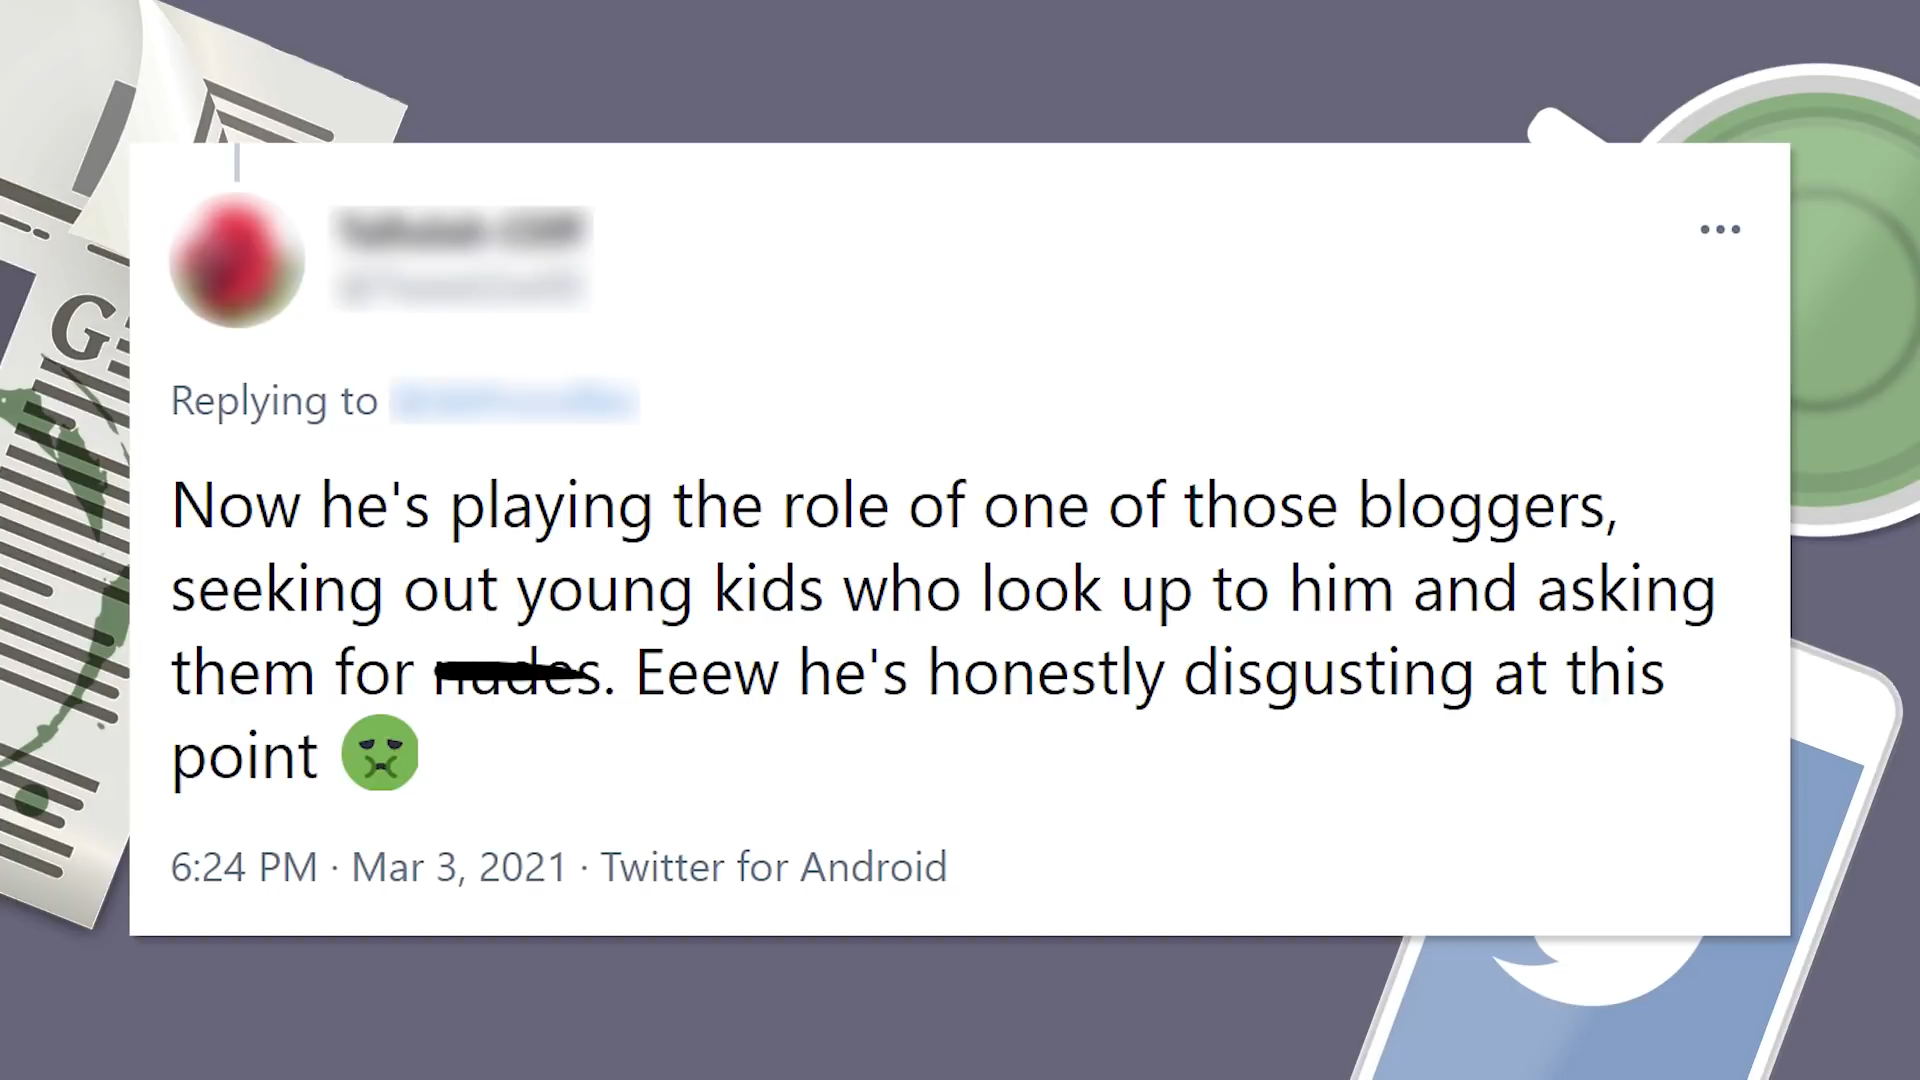 G
Replying to
Now he's playing the role of one of those bloggers,
seeking out young kids who look up to him and asking
them for nudes. Eeew he's honestly disgusting at this
point 🤢
6:24 PM · Mar 3, 2021 · Twitter for Android